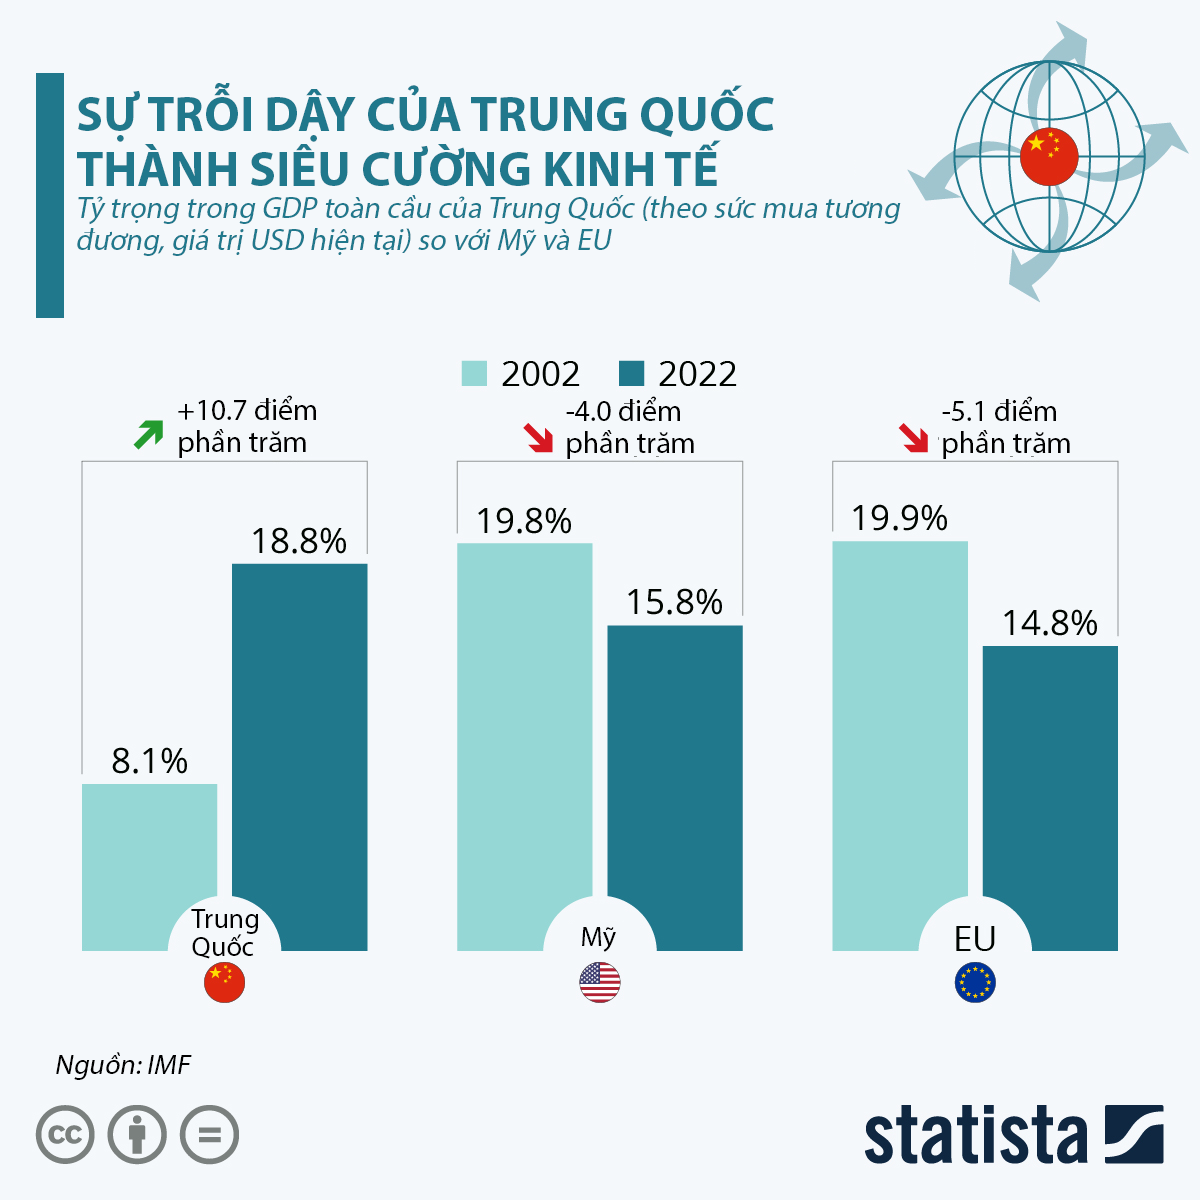 SỰ TRỖI DẬY CỦA TRUNG QUỐC
THÀNH SIÊU CƯỜNG KINH TẾ
Tỷ trọng trong GDP toàn cầu của Trung Quốc (theo sức mua tương
đương, giá trị USD hiện tại) so với Mỹ và EU
2002 2022
+10.7 điểm
phần trăm
-4.0 điểm
phần trăm
-5.1 điểm
phần trăm
8.1%
18.8%
19.8%
15.8%
19.9%
14.8%
Trung
Quốc
Mỹ
EU
Nguồn: IMF
cc
statista